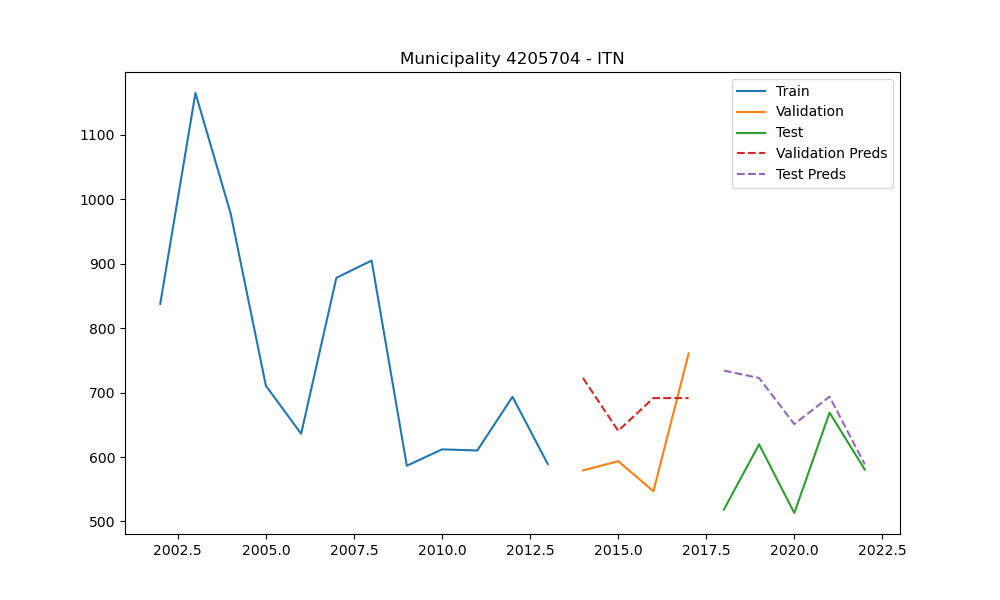 Municipality 4205704 - ITN
Train
Validation
Test
Validation Preds
Test Preds
1100
1000
900
800
700
600
500
2002.5 2005.0 2007.5 2010.0 2012.5 2015.0 2017.5 2020.0 2022.5